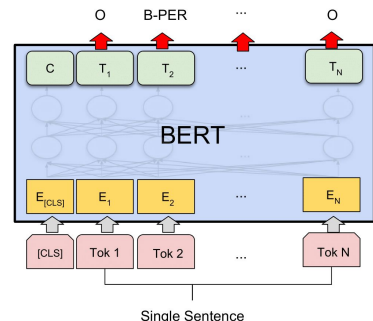 O B-PER ... O
C T1 T2 ... TN
BERT
E[CLS] E1 E2 ... EN
[CLS] Tok 1 Tok 2 ... Tok N
Single Sentence